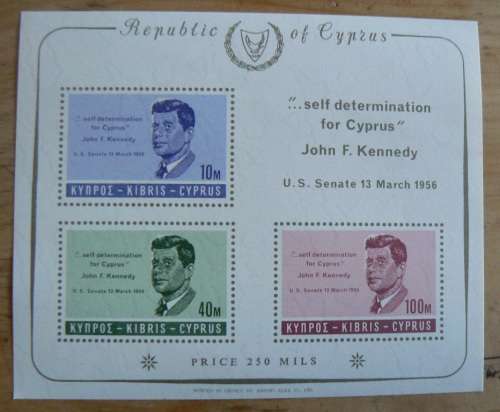 Republic of Cyprus
"...self determination
for Cyprus"
John F. Kennedy
U.S. Senate 13 March 1956
"...self determination
for Cyprus"
John F. Kennedy
U.S. Senate 13 March 1956
10M
ΚΥΠΡΟΣ - KIBRIS - CYPRUS
"...self determination
for Cyprus"
John F. Kennedy
U.S. Senate 13 March 1956
40M
ΚΥΠΡΟΣ - KIBRIS - CYPRUS
"...self determination
for Cyprus"
John F. Kennedy
U.S. Senate 13 March 1956
100M
ΚΥΠΡΟΣ - KIBRIS - CYPRUS
PRICE 250 MILS